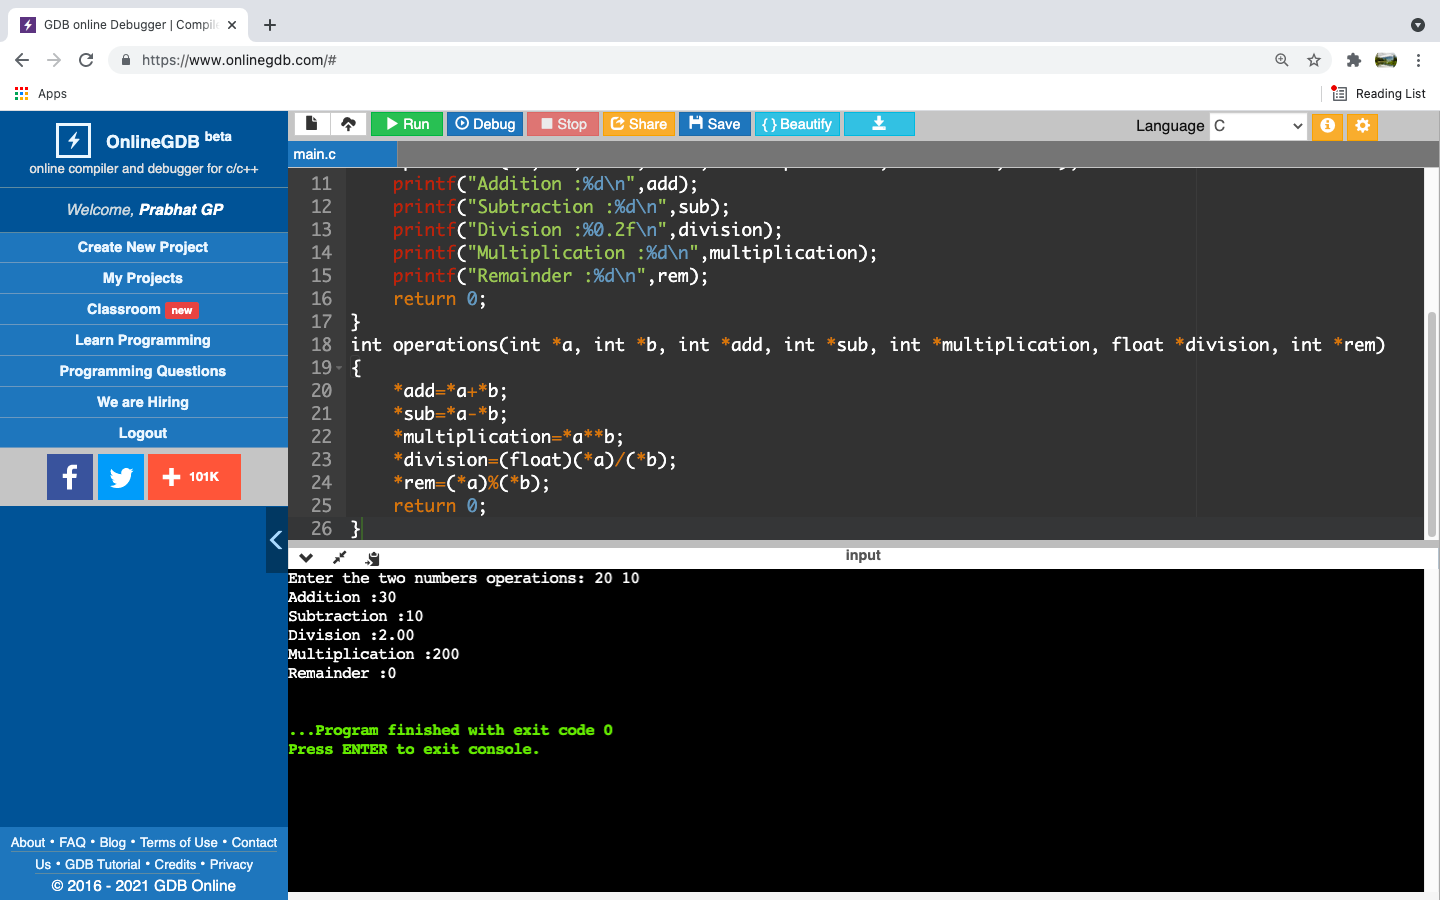 GDB online Debugger | Compil
https://www.onlinegdb.com/#
Apps
Reading List
OnlineGDB beta
online compiler and debugger for c/c++
Welcome, Prabhat GP
Create New Project
My Projects
Classroom new
Learn Programming
Programming Questions
We are Hiring
Logout
101K
About • FAQ • Blog • Terms of Use • Contact
Us • GDB Tutorial • Credits • Privacy
© 2016 - 2021 GDB Online
Run Debug Stop Share Save { } Beautify
Language C
main.c
11 printf("Addition :%d\n",add);
12 printf("Subtraction :%d\n",sub);
13 printf("Division :%0.2f\n",division);
14 printf("Multiplication :%d\n",multiplication);
15 printf("Remainder :%d\n",rem);
16 return 0;
17 }
18 int operations(int *a, int *b, int *add, int *sub, int *multiplication, float *division, int *rem)
19 {
20 *add=*a+*b;
21 *sub=*a-*b;
22 *multiplication=*a**b;
23 *division=(float)(*a)/(*b);
24 *rem=(*a)%(*b);
25 return 0;
26 }
input
Enter the two numbers operations: 20 10
Addition :30
Subtraction :10
Division :2.00
Multiplication :200
Remainder :0
...Program finished with exit code 0
Press ENTER to exit console.